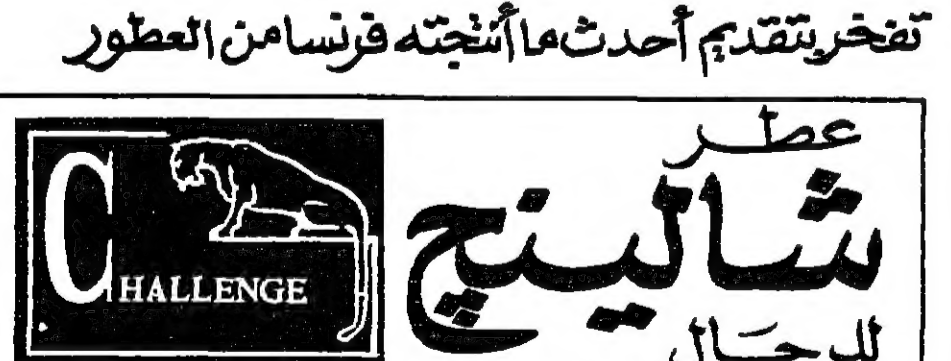 تفخر بتقديم أحدث ما أنتجته فرنسا من العطور
عطر
شالينج
للرجال
CHALLENGE